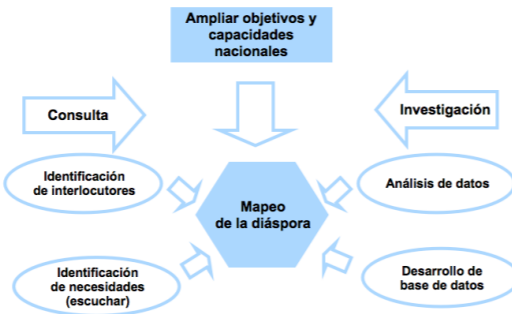 Ampliar objetivos y
capacidades
nacionales
Consulta
Investigación
Identificación
de interlocutores
Análisis de datos
Mapeo
de la diáspora
Identificación
de necesidades
(escuchar)
Desarrollo de
base de datos